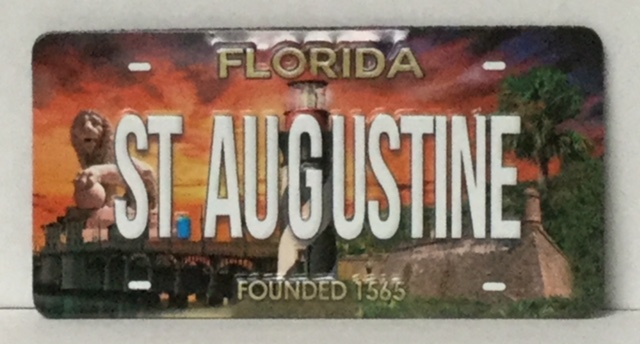 FLORIDA
ST. AUGUSTINE
FOUNDED 1565